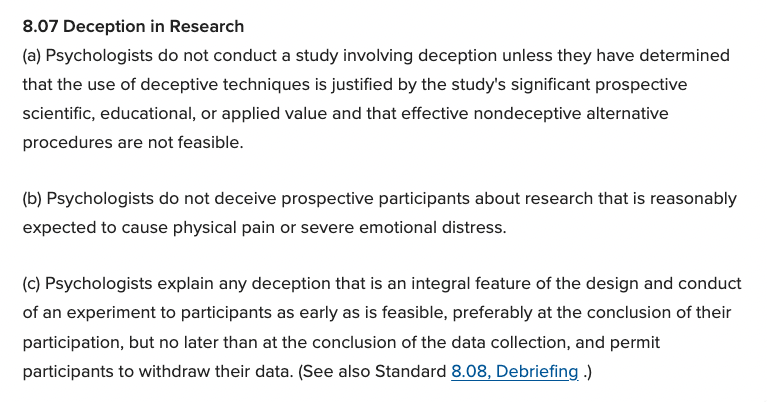 8.07 Deception in Research
(a) Psychologists do not conduct a study involving deception unless they have determined
that the use of deceptive techniques is justified by the study's significant prospective
scientific, educational, or applied value and that effective nondeceptive alternative
procedures are not feasible.
(b) Psychologists do not deceive prospective participants about research that is reasonably
expected to cause physical pain or severe emotional distress.
(c) Psychologists explain any deception that is an integral feature of the design and conduct
of an experiment to participants as early as is feasible, preferably at the conclusion of their
participation, but no later than at the conclusion of the data collection, and permit
participants to withdraw their data. (See also Standard 8.08, Debriefing .)